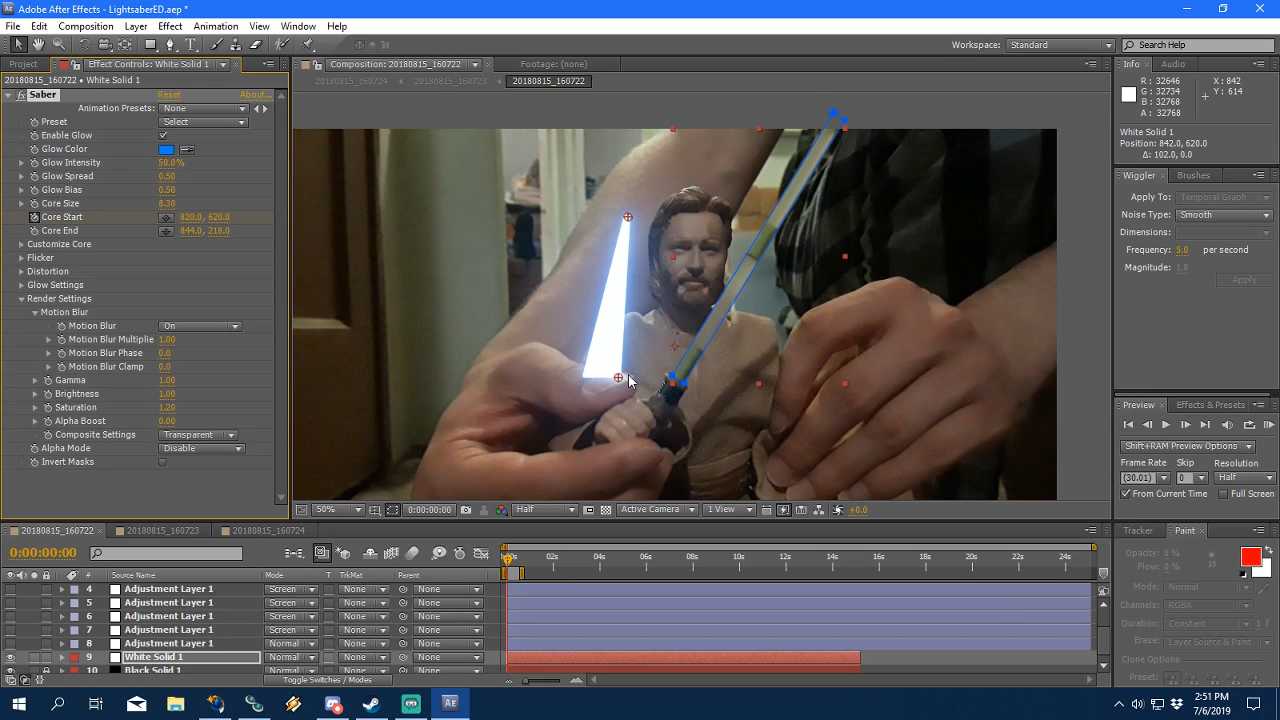 Adobe After Effects - LightsaberED.aep *
File Edit Composition Layer Effect Animation View Window Help
Workspace: Standard Search Help
Project Effect Controls: White Solid 1 Composition: 20180815_160722 Footage: (none) Info Audio
20180815_160722 • White Solid 1
20180815_160724 20180815_160723 20180815_160722
Saber Reset About...
Animation Presets: None
Preset Select
Enable Glow
Glow Color
Glow Intensity 50.0%
Glow Spread 0.50
Glow Bias 0.50
Core Size 8.30
Core Start 820.0, 620.0
Core End 844.0, 218.0
Customize Core
Flicker
Distortion
Glow Settings
Render Settings
Motion Blur
Motion Blur On
Motion Blur Multiplie 1.00
Motion Blur Phase 0.0
Motion Blur Clamp 0.0
Gamma 1.00
Brightness 1.00
Saturation 1.20
Alpha Boost 0.00
Composite Settings Transparent
Alpha Mode Disable
Invert Masks
R: 32646 X: 842
G: 32734 Y: 614
B: 32768
A: 32768
White Solid 1
Position: 842.0, 620.0
Δ: 102.0, 0.0
Wiggler Brushes
Apply To: Temporal Graph
Noise Type: Smooth
Dimensions:
Frequency: 5.0 per second
Magnitude: 1.0
Apply
Preview Effects & Presets
Shift+RAM Preview Options
Frame Rate Skip Resolution
(30.01) 0 Half
From Current Time Full Screen
50% 0:00:00:00 Half Active Camera 1 View +0.0
20180815_160722 20180815_160723 20180815_160724
0:00:00:00
02s 04s 06s 08s 10s 12s 14s 16s 18s 20s 22s 24s
# Source Name Mode T TrkMat Parent
4 Adjustment Layer 1 Screen None None
5 Adjustment Layer 1 Screen None None
6 Adjustment Layer 1 Screen None None
7 Adjustment Layer 1 Screen None None
8 Adjustment Layer 1 Normal None None
9 White Solid 1 Normal None None
10 Black Solid 1 Normal None None
Toggle Switches / Modes
Tracker Paint
Opacity: 0 %
Flow: 0 % 15
Mode: Normal
Channels: RGBA
Duration: Constant
Erase: Layer Source & Paint
Clone Options
Preset:
2:51 PM
7/6/2019